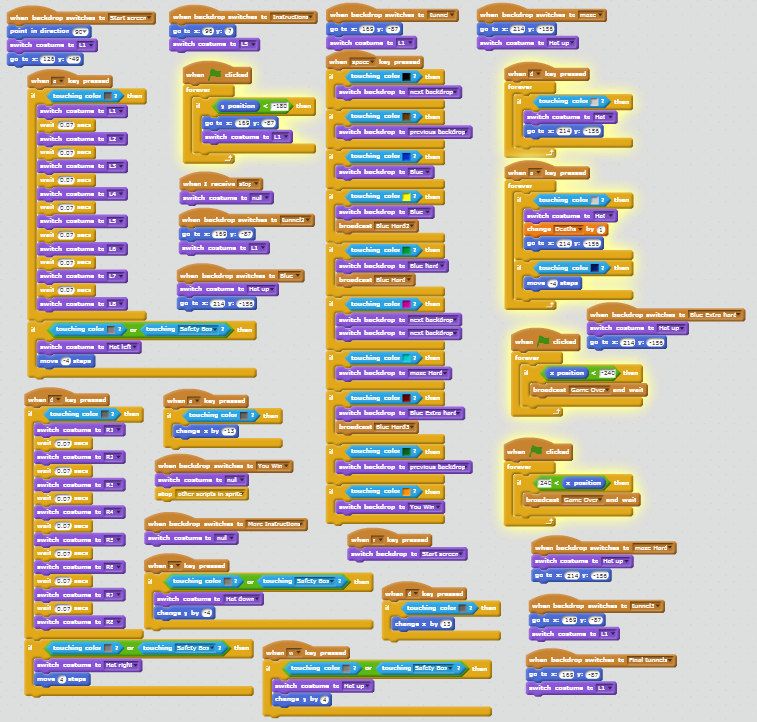 when backdrop switches to Start screen
point in direction 90
switch costume to L1
go to x: 126 y: -49
when a key pressed
if touching color ? then
switch costume to L1
wait 0.07 secs
switch costume to L2
wait 0.07 secs
switch costume to L3
wait 0.07 secs
switch costume to L4
wait 0.07 secs
switch costume to L5
wait 0.07 secs
switch costume to L6
wait 0.07 secs
switch costume to L7
wait 0.07 secs
switch costume to L8
if touching color ? or touching Safety Box ? then
switch costume to Hat left
move -4 steps
when d key pressed
if touching color ? then
switch costume to R1
wait 0.07 secs
switch costume to R2
wait 0.07 secs
switch costume to R3
wait 0.07 secs
switch costume to R4
wait 0.07 secs
switch costume to R5
wait 0.07 secs
switch costume to R6
wait 0.07 secs
switch costume to R7
wait 0.07 secs
switch costume to R8
if touching color ? or touching Safety Box ? then
switch costume to Hat right
move 4 steps
when backdrop switches to Instructions
go to x: 96 y: -7
switch costume to L5
when clicked
forever
if y position < -180 then
go to x: 169 y: -87
switch costume to L1
when I receive stop
switch costume to nul
when backdrop switches to tunnel2
go to x: 169 y: -87
switch costume to L1
when backdrop switches to Blue
switch costume to Hat up
go to x: 214 y: -156
when a key pressed
if touching color ? then
change x by -15
when backdrop switches to You Win
switch costume to nul
stop other scripts in sprite
when backdrop switches to More Instructions
switch costume to nul
when s key pressed
if touching color ? or touching Safety Box ? then
switch costume to Hat down
change y by -4
when w key pressed
if touching color ? or touching Safety Box ? then
switch costume to Hat up
change y by 4
when backdrop switches to tunnel
go to x: 169 y: -87
switch costume to L1
when space key pressed
if touching color ? then
switch backdrop to next backdrop
if touching color ? then
switch backdrop to previous backdrop
if touching color ? then
switch backdrop to Blue
if touching color ? then
switch backdrop to Blue
broadcast Blue Hard2
if touching color ? then
switch backdrop to Blue hard
broadcast Blue Hard
if touching color ? then
switch backdrop to next backdrop
switch backdrop to next backdrop
if touching color ? then
switch backdrop to maze Hard
if touching color ? then
switch backdrop to Blue Extra hard
broadcast Blue Hard3
if touching color ? then
switch backdrop to previous backdrop
if touching color ? then
switch backdrop to You Win
when r key pressed
switch backdrop to Start screen
when d key pressed
if touching color ? then
change x by 15
when backdrop switches to maze
go to x: 214 y: -156
switch costume to Hat up
when d key pressed
forever
if touching color ? then
switch costume to Hat
go to x: 214 y: -156
when a key pressed
forever
if touching color ? then
switch costume to Hat
change Deaths by 1
go to x: 214 y: -156
if touching color ? then
move -4 steps
when backdrop switches to Blue Extra hard
switch costume to Hat up
go to x: 214 y: -156
when clicked
forever
if x position < -240 then
broadcast Game Over and wait
when clicked
forever
if 240 < x position then
broadcast Game Over and wait
when backdrop switches to maze Hard
switch costume to Hat up
go to x: 214 y: -156
when backdrop switches to tunnel3
go to x: 169 y: -87
switch costume to L1
when backdrop switches to Final tunnels
go to x: 169 y: -87
switch costume to L1